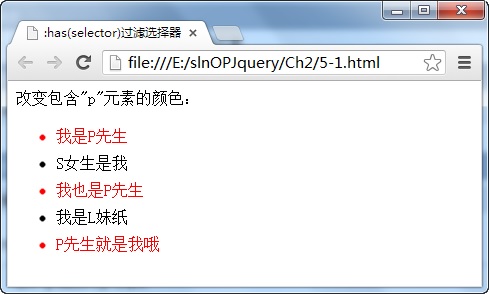 :has(selector)过滤选择器
file:///E:/slnOPJquery/Ch2/5-1.html
改变包含"p"元素的颜色:
我是P先生
S女生是我
我也是P先生
我是L妹纸
P先生就是我哦